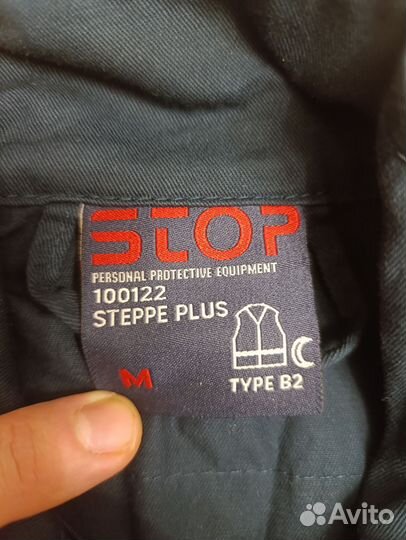 STOP
PERSONAL PROTECTIVE EQUIPMENT
100122
STEPPE PLUS
M
TYPE B2
Avito